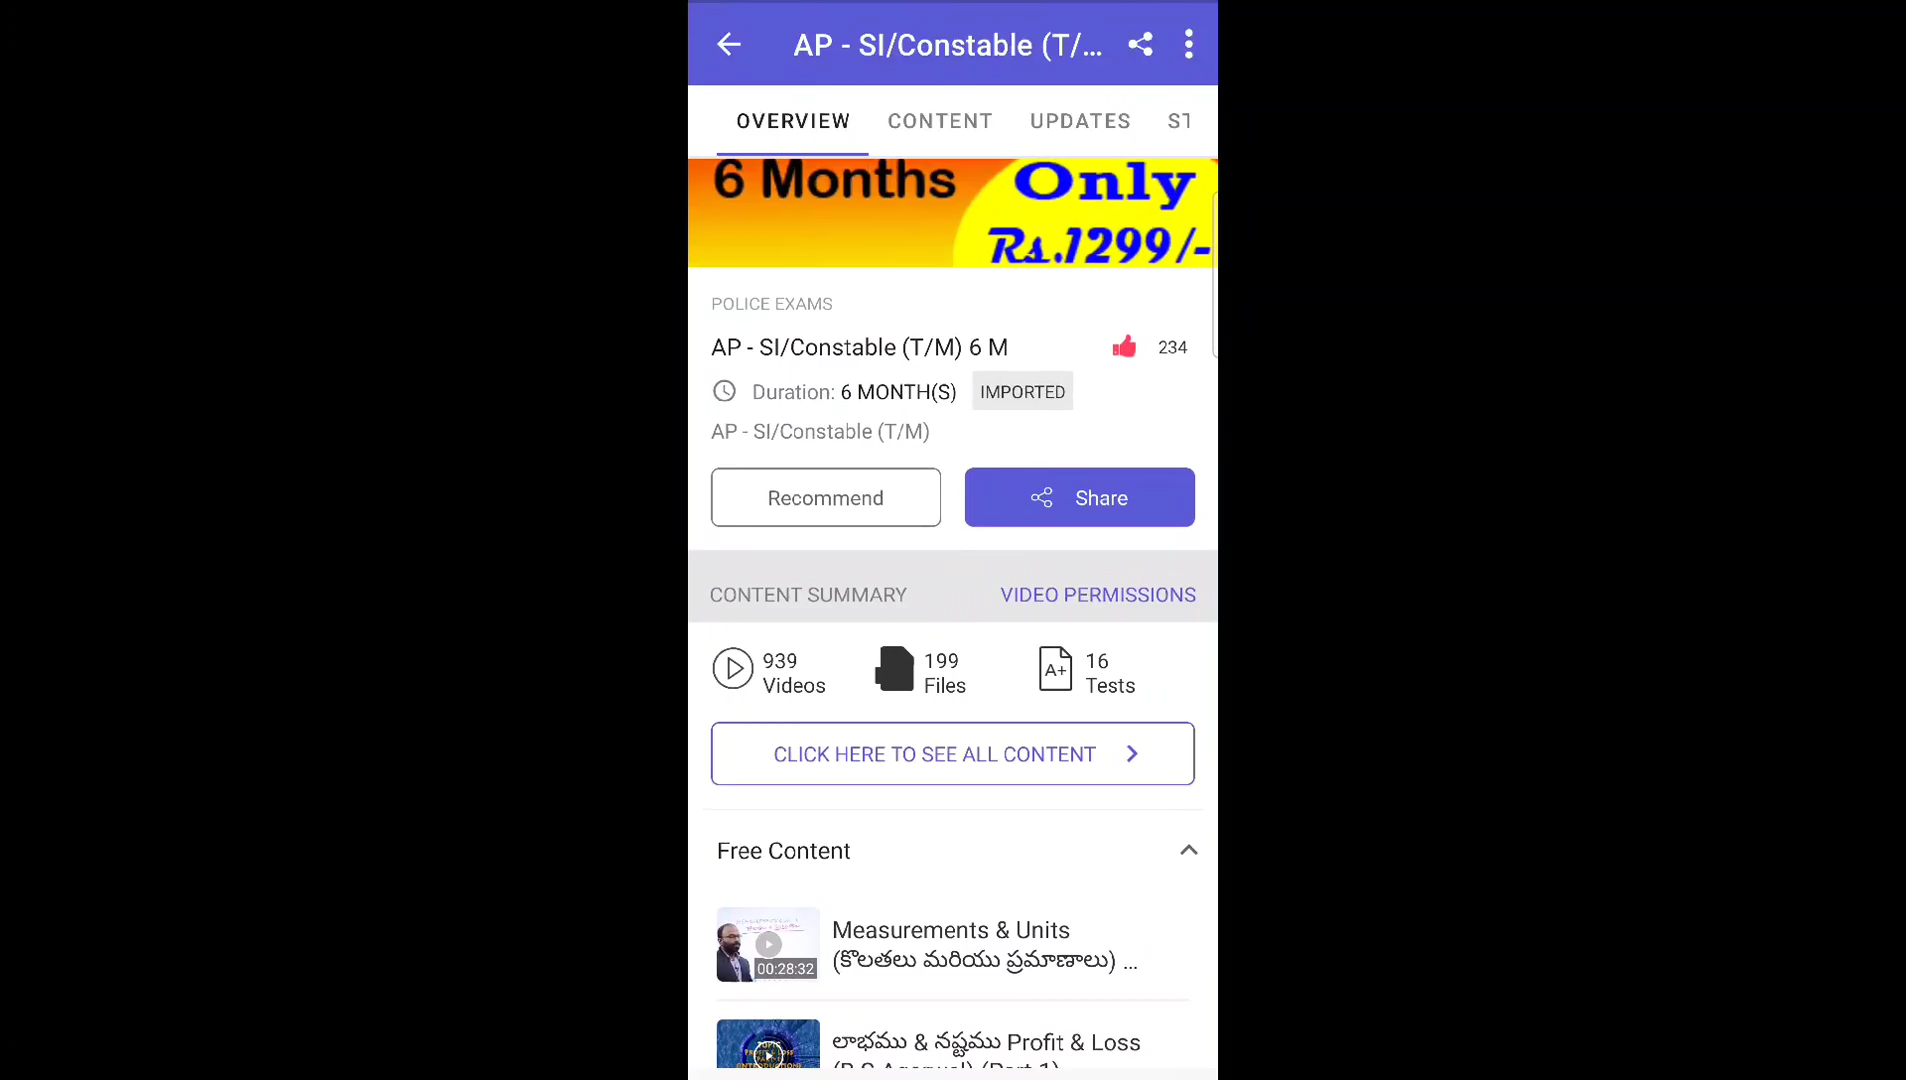 AP - SI/Constable (T/...
OVERVIEW CONTENT UPDATES ST
6 Months
Only
Rs.1299/-
POLICE EXAMS
AP - SI/Constable (T/M) 6 M 234
Duration: 6 MONTH(S) IMPORTED
AP - SI/Constable (T/M)
Recommend Share
CONTENT SUMMARY VIDEO PERMISSIONS
939 Videos
199 Files
A+ 16 Tests
CLICK HERE TO SEE ALL CONTENT
Free Content
Measurements & Units
(కొలతలు మరియు ప్రమాణాలు) ...
00:28:32
లాభము & నష్టము Profit & Loss